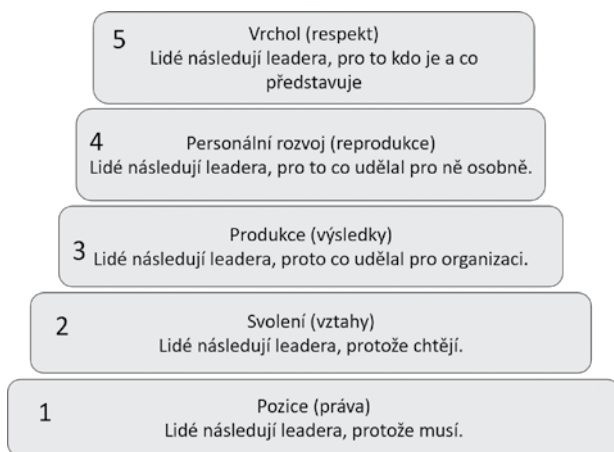 5
Vrchol (respekt)
Lidé následují leadera, pro to kdo je a co
představuje
4
Personální rozvoj (reprodukce)
Lidé následují leadera, pro to co udělal pro ně osobně.
3
Produkce (výsledky)
Lidé následují leadera, proto co udělal pro organizaci.
2
Svolení (vztahy)
Lidé následují leadera, protože chtějí.
1
Pozice (práva)
Lidé následují leadera, protože musí.